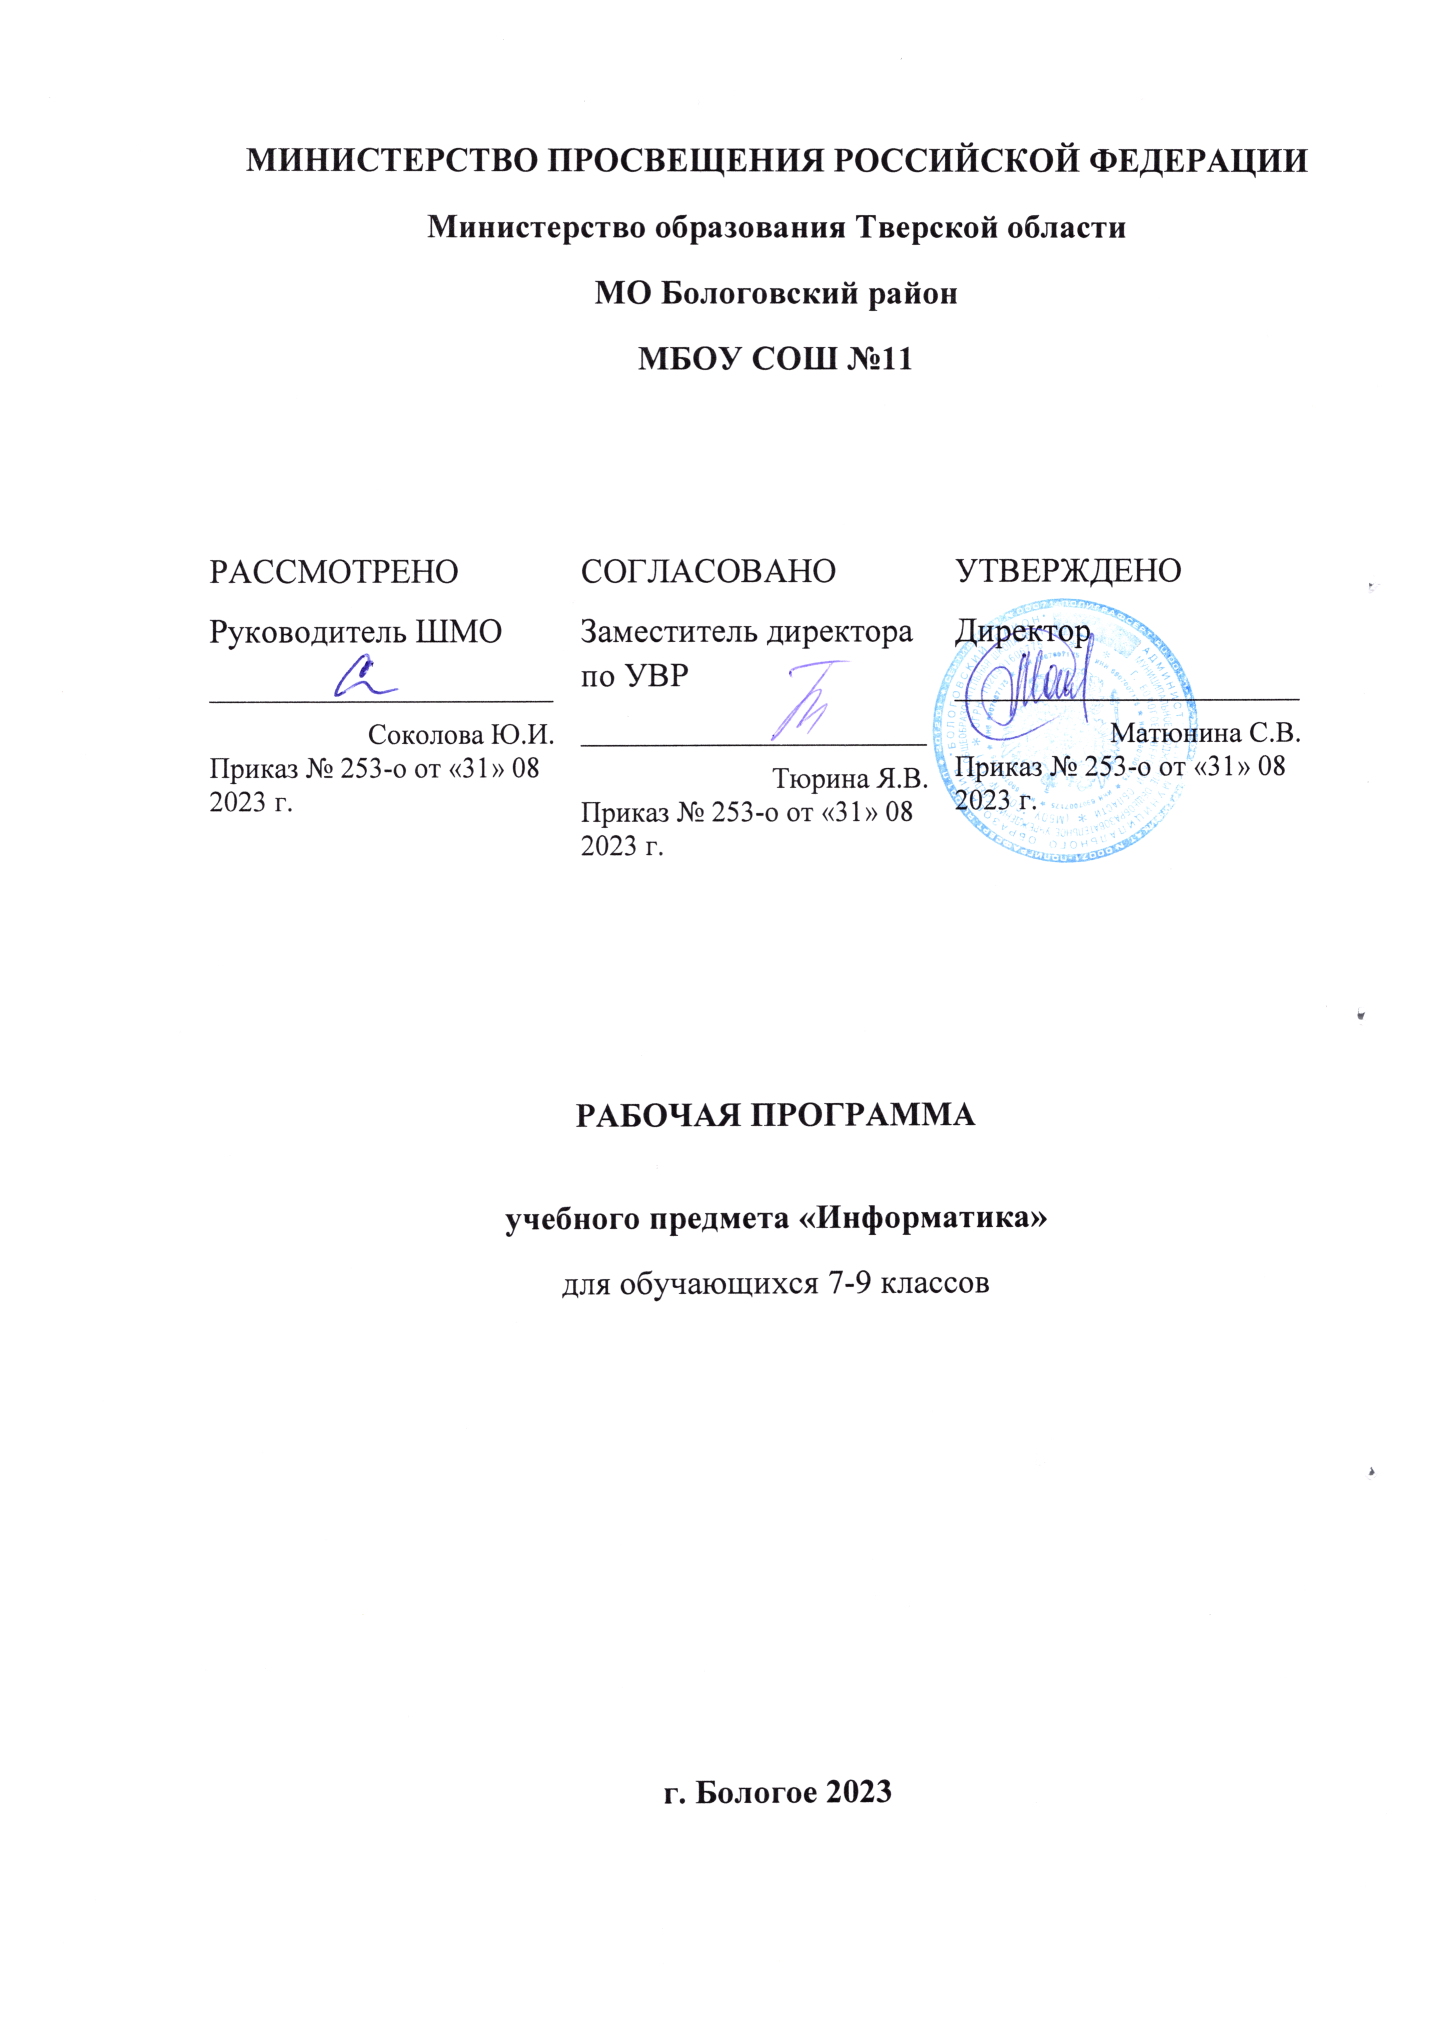 МИНИСТЕРСТВО ПРОСВЕЩЕНИЯ РОССИЙСКОЙ ФЕДЕРАЦИИ
Министерство образования Тверской области
МО Бологовский район
МБОУ СОШ №11
РАССМОТРЕНО
Руководитель ШМО
Соколова Ю.И.
Приказ № 253-о от «31» 08
2023 г.
СОГЛАСОВАНО
Заместитель директора
по УВР
Тюрина Я.В.
Приказ № 253-о от «31» 08
2023 г.
УТВЕРЖДЕНО
Директор
Матюнина С.В.
Приказ № 253-о от «31» 08
2023 г.
РАБОЧАЯ ПРОГРАММА
учебного предмета «Информатика»
для обучающихся 7-9 классов
г. Бологое 2023